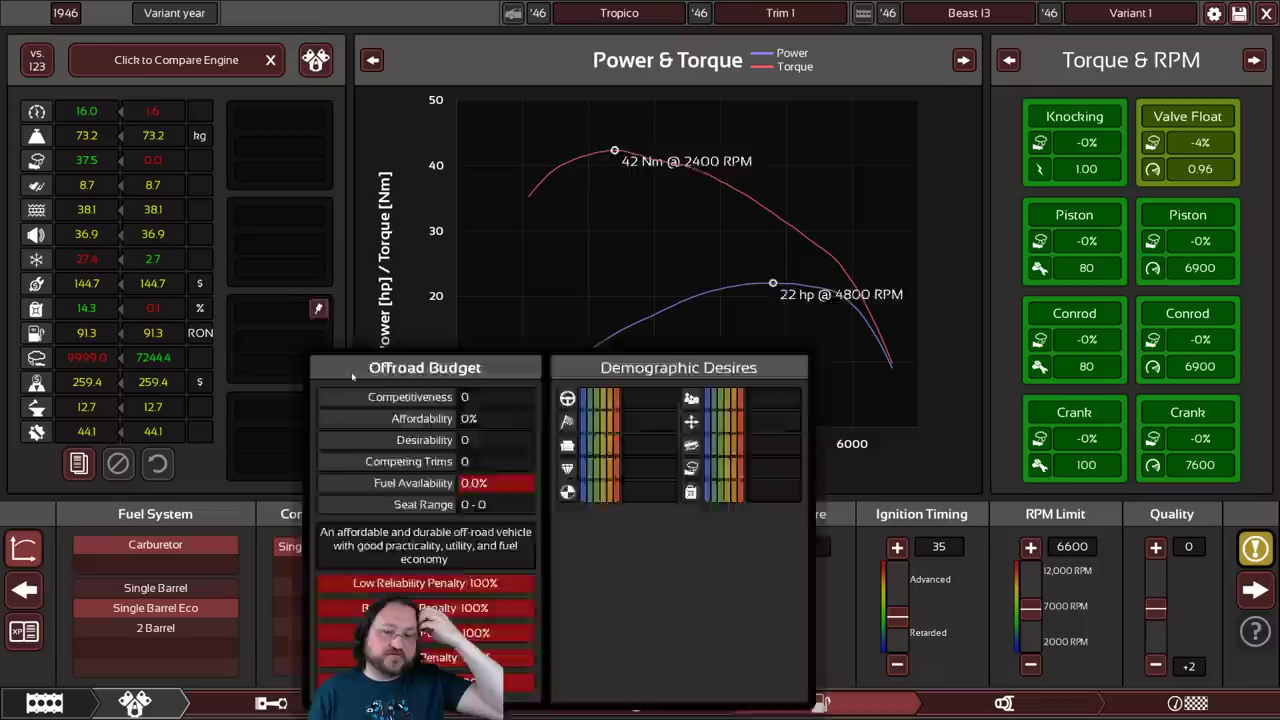 1946
Variant year
'46
Tropico
'46
Trim 1
'46
Beast I3
'46
Variant 1
vs.
123
Click to Compare Engine
X
Power & Torque
Power
Torque
Torque & RPM
16.0
1.6
73.2
73.2
kg
37.5
0.0
8.7
8.7
38.1
38.1
36.9
36.9
27.4
2.7
144.7
144.7
$
14.3
0.1
%
91.3
91.3
RON
9999.0
7244.4
259.4
259.4
$
12.7
12.7
44.1
44.1
50
40
30
20
6000
42 Nm @ 2400 RPM
22 hp @ 4800 RPM
ower [hp] / Torque [Nm]
Knocking
-0%
1.00
Valve Float
-4%
0.96
Piston
-0%
80
Piston
-0%
6900
Conrod
-0%
80
Conrod
-0%
6900
Crank
-0%
100
Crank
-0%
7600
Offroad Budget
Competitiveness 0
Affordability 0%
Desirability 0
Competing Trims 0
Fuel Availability 0.0%
Seat Range 0 - 0
An affordable and durable off-road vehicle
with good practicality, utility, and fuel
economy
Low Reliability Penalty 100%
Penalty 100%
100%
Penalty
Demographic Desires
Fuel System
Carburetor
Single Barrel
Single Barrel Eco
2 Barrel
Co
Sing
re
Ignition Timing
35
Advanced
Retarded
RPM Limit
6600
12,000 RPM
7000 RPM
2000 RPM
Quality
0
+2
XP